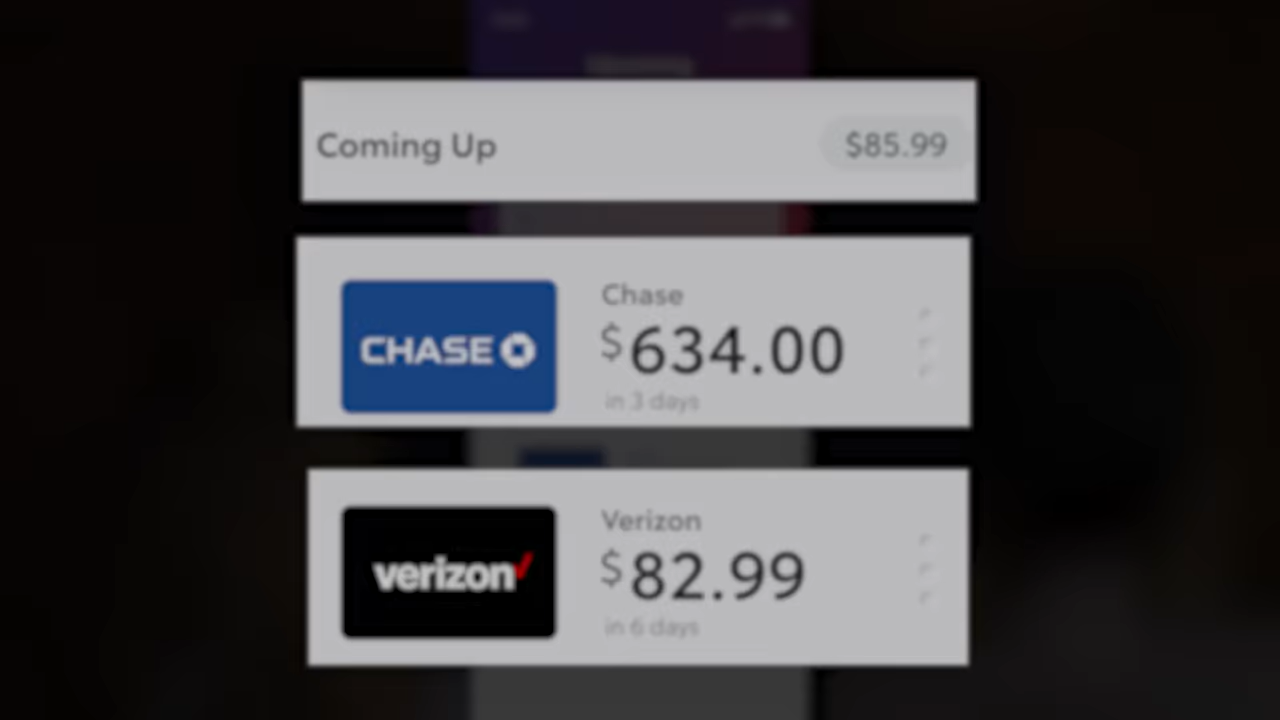 Coming Up
$85.99
CHASE
Chase
$634.00
in 3 days
verizon
Verizon
$82.99
in 6 days